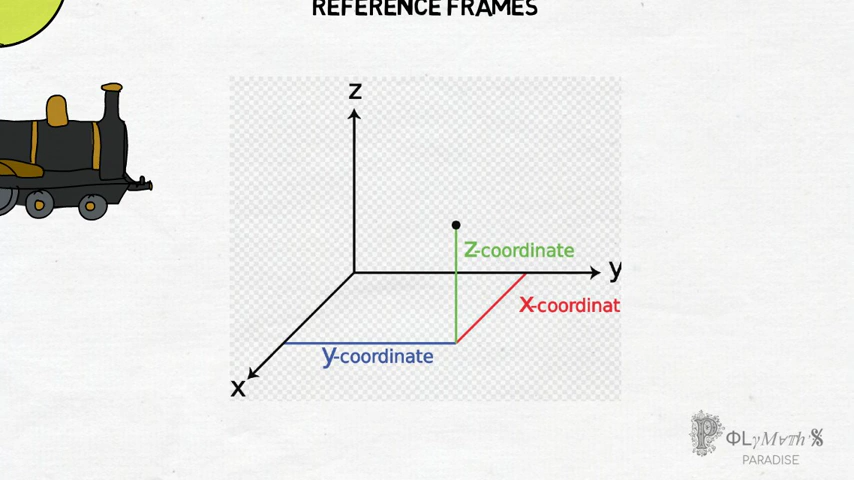 REFERENCE FRAMES
z
z-coordinate
y
x-coordinat
y-coordinate
x
PARADISE